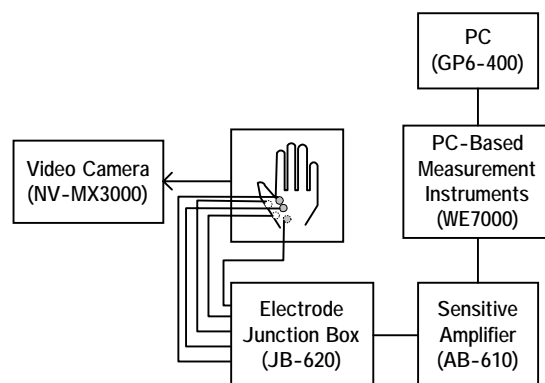 PC
(GP6-400)
PC-Based
Measurement
Instruments
(WE7000)
Video Camera
(NV-MX3000)
Electrode
Junction Box
(JB-620)
Sensitive
Amplifier
(AB-610)